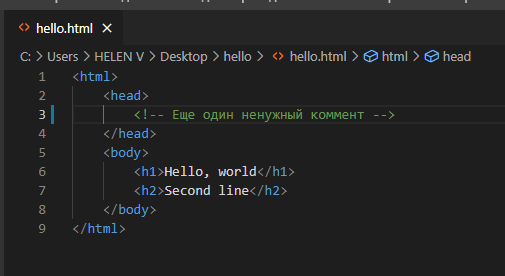 hello.html
C: > Users > HELEN V > Desktop > hello > hello.html > html > head
1 <html>
2 <head>
3 <!-- Еще один ненужный коммент -->
4 </head>
5 <body>
6 <h1>Hello, world</h1>
7 <h2>Second line</h2>
8 </body>
9 </html>